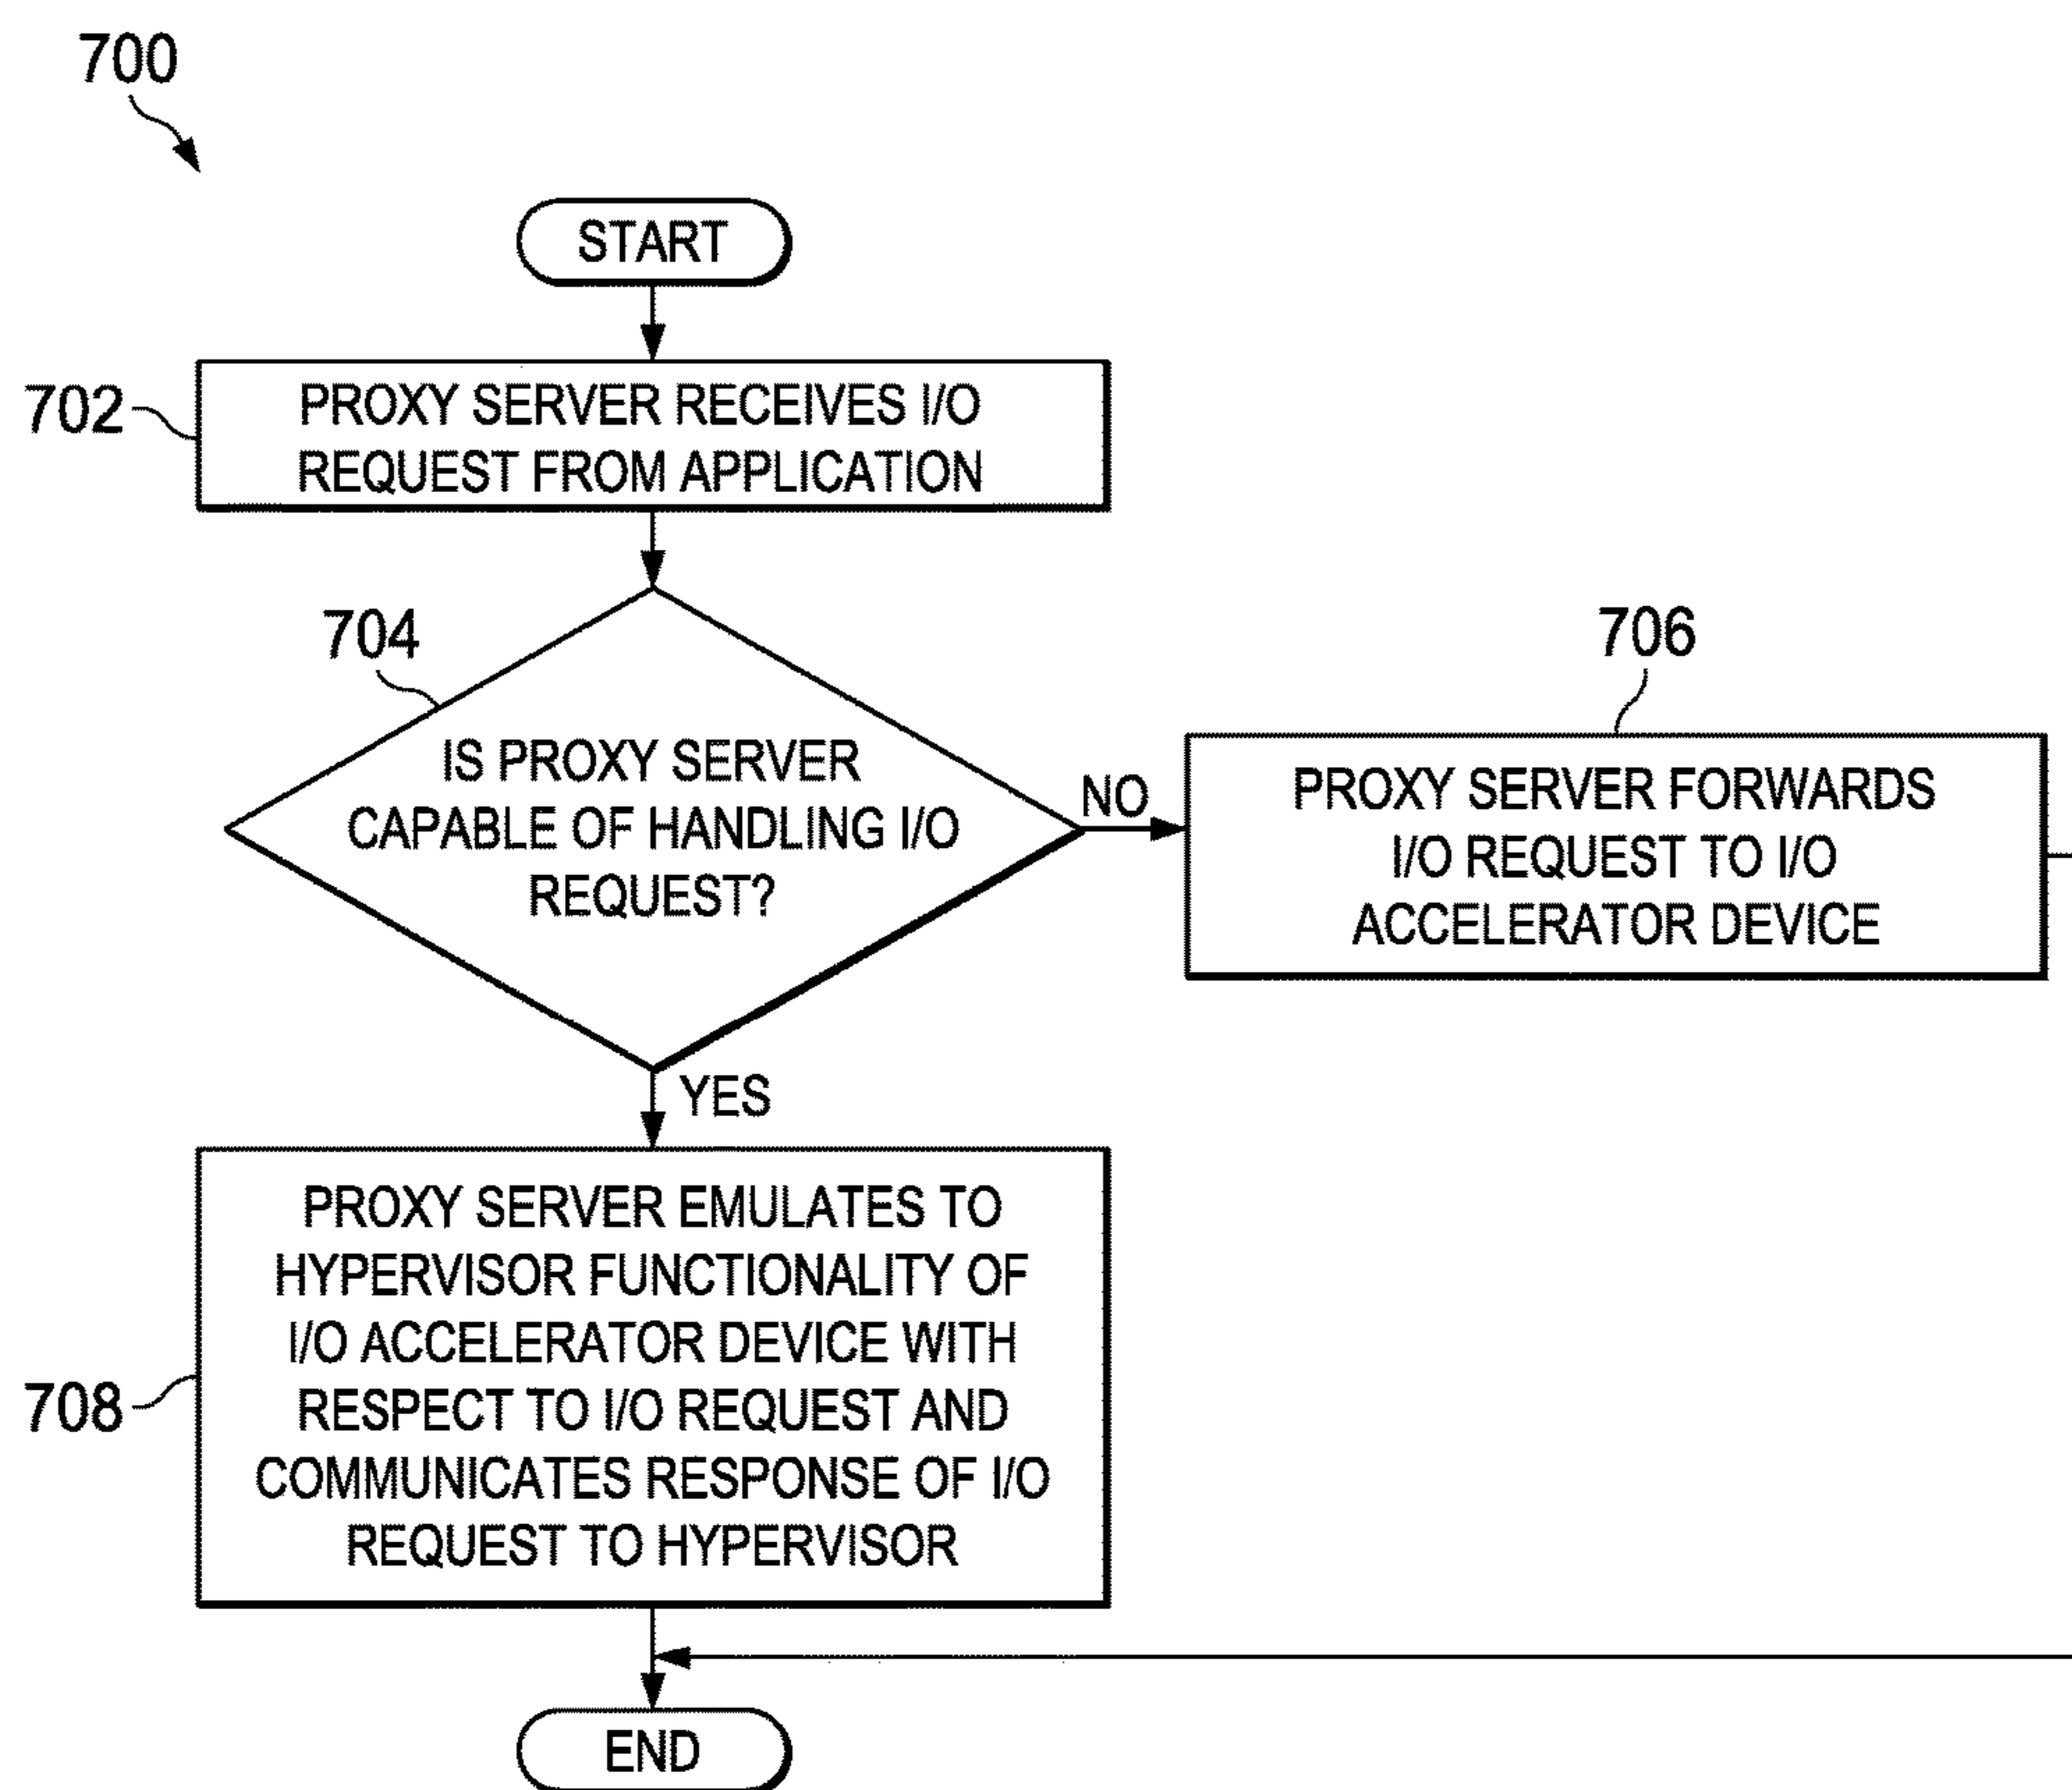 700
START
702
PROXY SERVER RECEIVES I/O
REQUEST FROM APPLICATION
704
IS PROXY SERVER
CAPABLE OF HANDLING I/O
REQUEST?
NO
706
PROXY SERVER FORWARDS
I/O REQUEST TO I/O
ACCELERATOR DEVICE
YES
708
PROXY SERVER EMULATES TO
HYPERVISOR FUNCTIONALITY OF
I/O ACCELERATOR DEVICE WITH
RESPECT TO I/O REQUEST AND
COMMUNICATES RESPONSE OF I/O
REQUEST TO HYPERVISOR
END